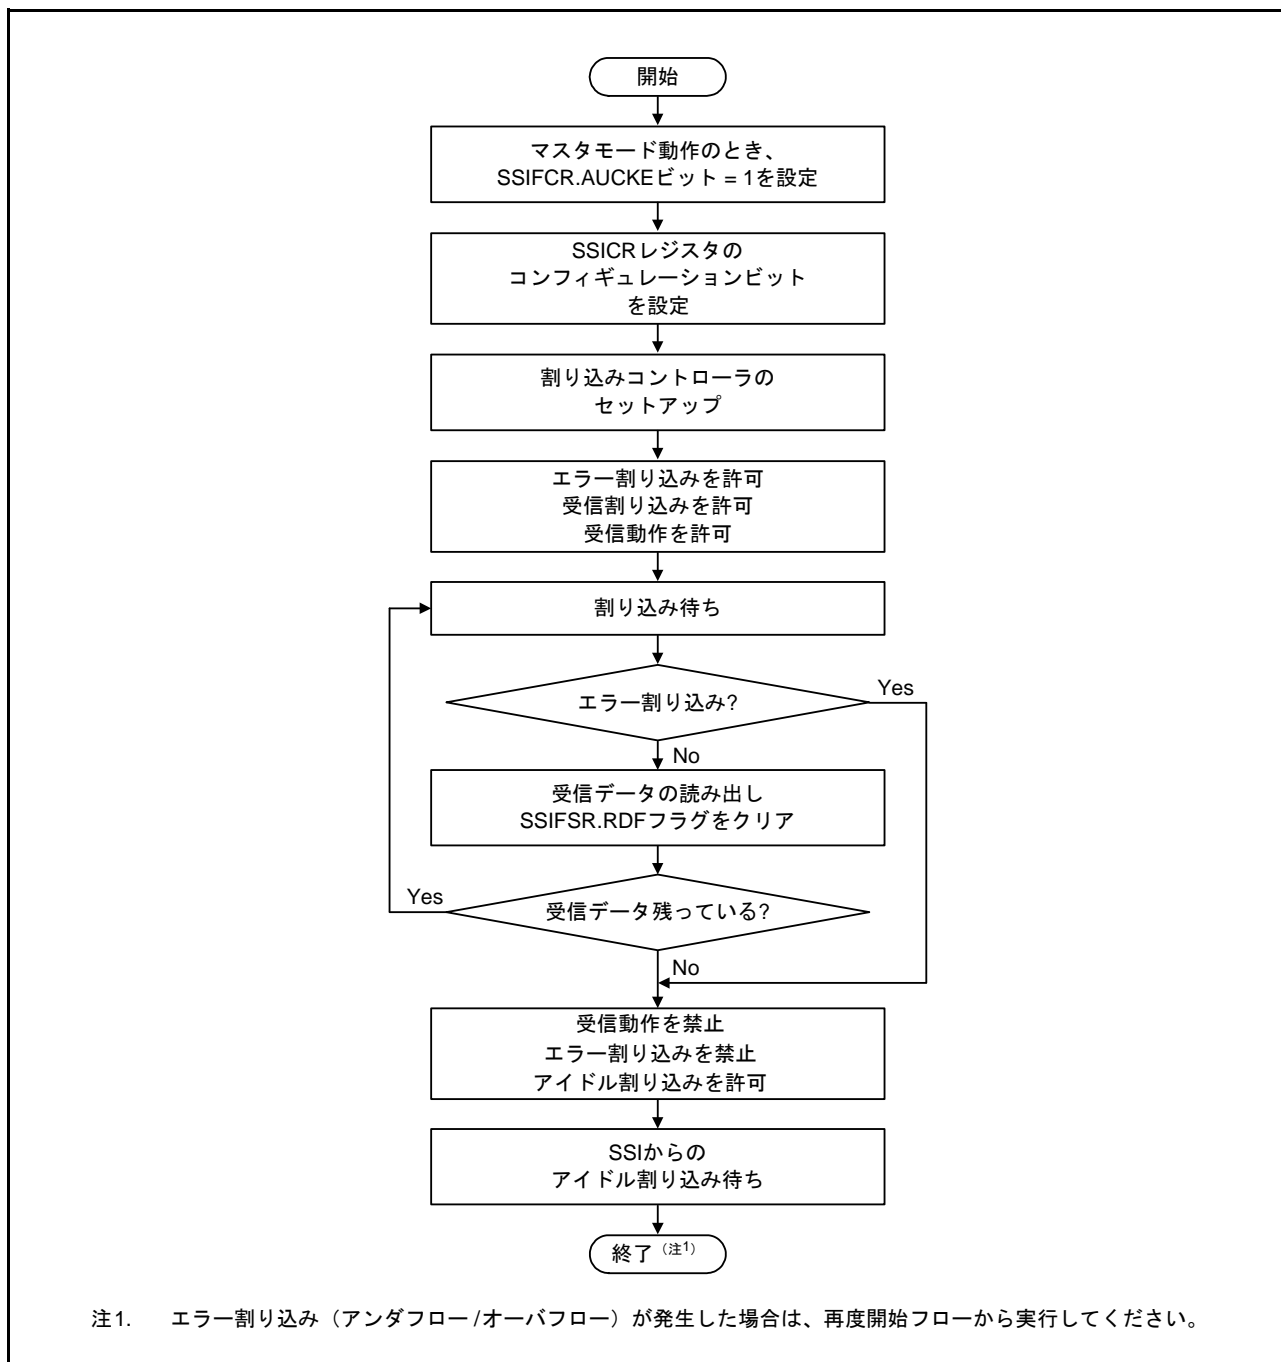 開始
マスタモード動作のとき、
SSIFCR.AUCKEビット = 1を設定
SSICRレジスタの
コンフィギュレーションビット
を設定
割り込みコントローラの
セットアップ
エラー割り込みを許可
受信割り込みを許可
受信動作を許可
割り込み待ち
エラー割り込み?
Yes
No
受信データの読み出し
SSIFSR.RDFフラグをクリア
Yes
受信データ残っている?
No
受信動作を禁止
エラー割り込みを禁止
アイドル割り込みを許可
SSIからの
アイドル割り込み待ち
終了（注1）
注1. エラー割り込み（アンダフロー/オーバフロー）が発生した場合は、再度開始フローから実行してください。